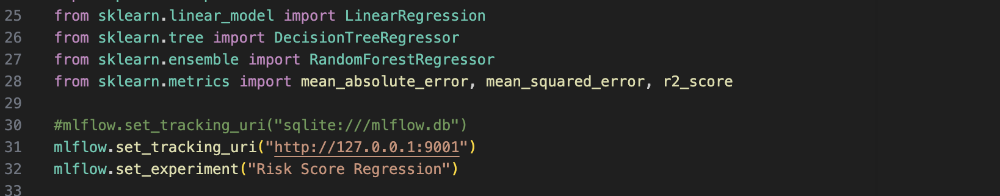 25 from sklearn.linear_model import LinearRegression
26 from sklearn.tree import DecisionTreeRegressor
27 from sklearn.ensemble import RandomForestRegressor
28 from sklearn.metrics import mean_absolute_error, mean_squared_error, r2_score
29
30 #mlflow.set_tracking_uri("sqlite:///mlflow.db")
31 mlflow.set_tracking_uri("http://127.0.0.1:9001")
32 mlflow.set_experiment("Risk Score Regression")
33